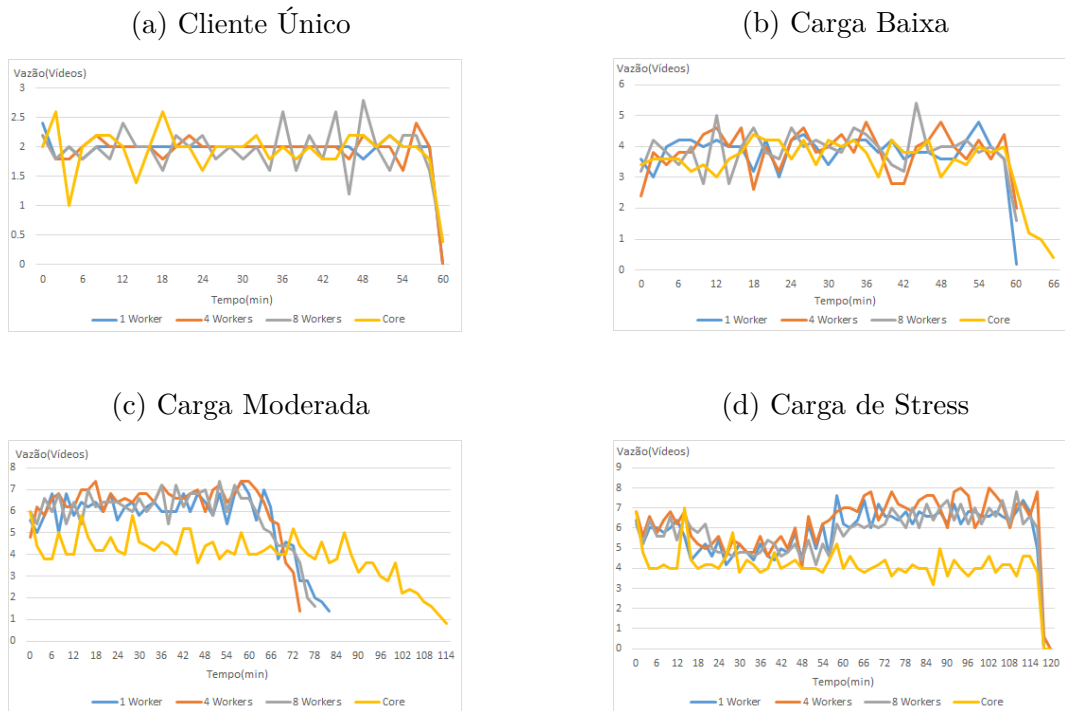 (a) Cliente Único
Vazão(Vídeos)
3
2.5
2
1.5
1
0.5
0
0 6 12 18 24 30 36 42 48 54 60
Tempo(min)
1 Worker 4 Workers 8 Workers Core
(b) Carga Baixa
Vazão(Vídeos)
6
5
4
3
2
1
0
0 6 12 18 24 30 36 42 48 54 60 66
Tempo(min)
1 Worker 4 Workers 8 Workers Core
(c) Carga Moderada
Vazão(Vídeos)
8
7
6
5
4
3
2
1
0
0 6 12 18 24 30 36 42 48 54 60 66 72 78 84 90 96 102 108 114
Tempo(min)
1 Worker 4 Workers 8 Workers Core
(d) Carga de Stress
Vazão(Vídeos)
9
8
7
6
5
4
3
2
1
0
0 6 12 18 24 30 36 42 48 54 60 66 72 78 84 90 96 102 108 114 120
Tempo(min)
1 Worker 4 Workers 8 Workers Core